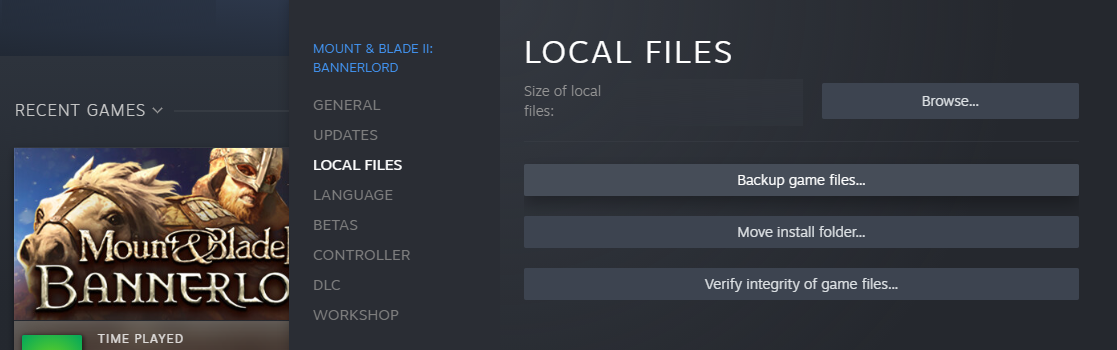 RECENT GAMES
Mount & Blade
BANNERLO
TIME PLAYED
MOUNT & BLADE II:
BANNERLORD
GENERAL
UPDATES
LOCAL FILES
LANGUAGE
BETAS
CONTROLLER
DLC
WORKSHOP
LOCAL FILES
Size of local
files:
Browse...
Backup game files...
Move install folder...
Verify integrity of game files...